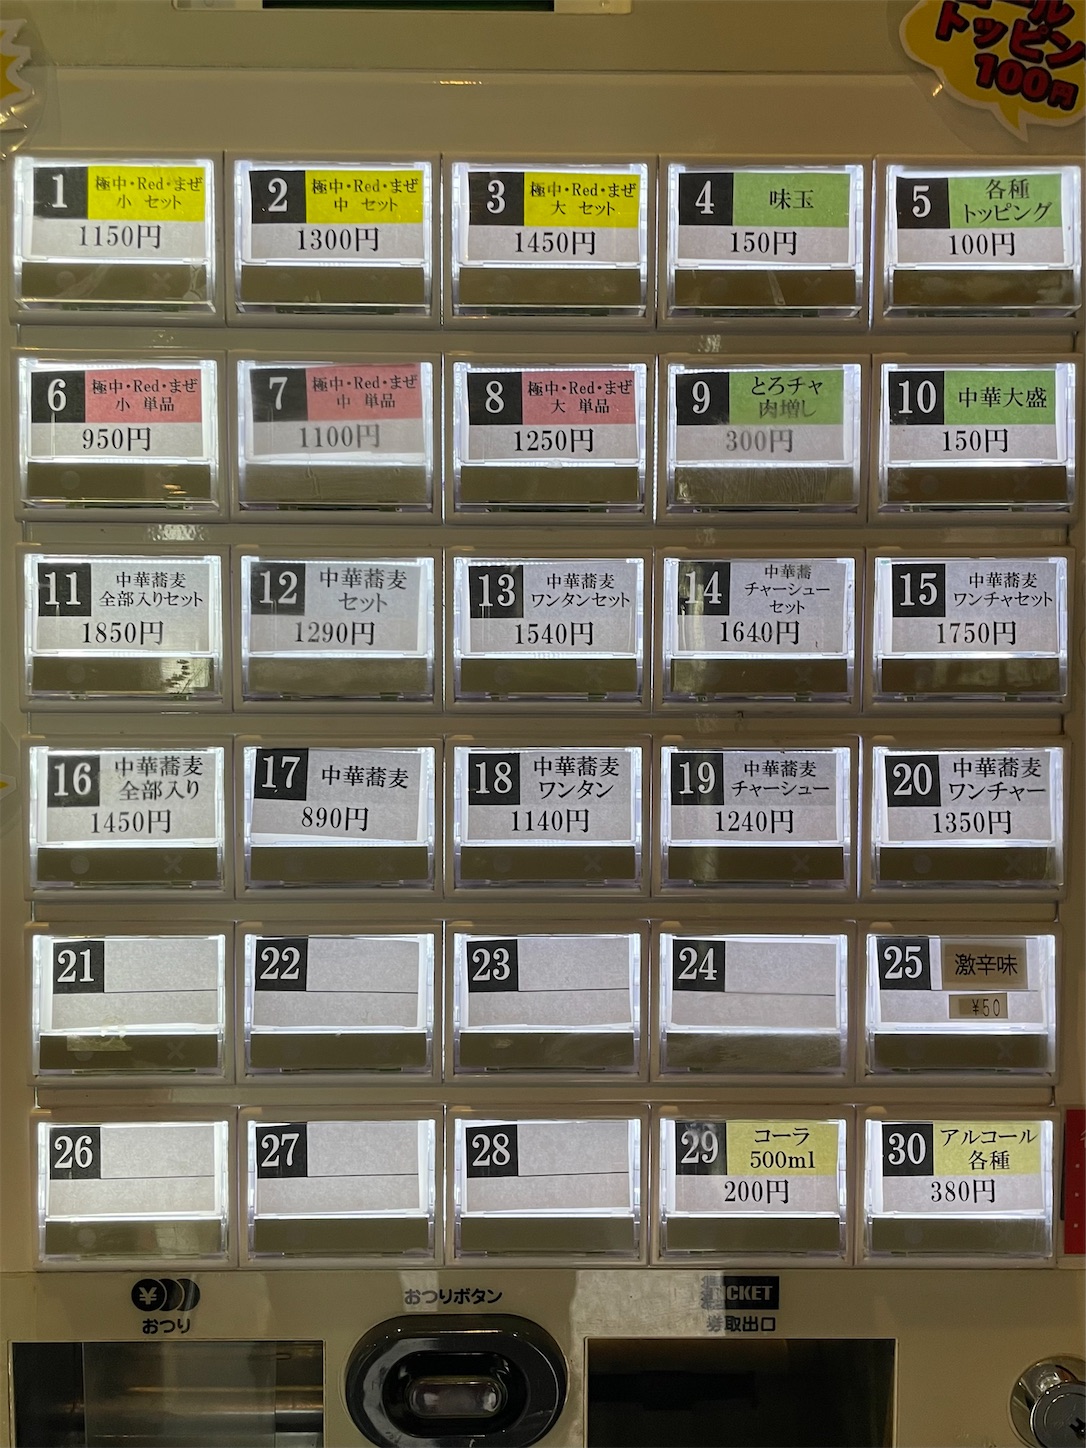 トッピン
100円
1 極中・Red・まぜ
小 セット
1150円
2 極中・Red・まぜ
中 セット
1300円
3 極中・Red・まぜ
大 セット
1450円
4 味玉
150円
5 各種
トッピング
100円
6 極中・Red・まぜ
小 単品
950円
7 極中・Red・まぜ
中 単品
1100円
8 極中・Red・まぜ
大 単品
1250円
9 とろチャ
肉増し
300円
10 中華大盛
150円
11 中華蕎麦
全部入りセット
1850円
12 中華蕎麦
セット
1290円
13 中華蕎麦
ワンタンセット
1540円
14 中華蕎
チャーシュー
セット
1640円
15 中華蕎麦
ワンチャセット
1750円
16 中華蕎麦
全部入り
1450円
17 中華蕎麦
890円
18 中華蕎麦
ワンタン
1140円
19 中華蕎麦
チャーシュー
1240円
20 中華蕎麦
ワンチャー
1350円
21
22
23
24
25 激辛味
¥50
26
27
28
29 コーラ
500ml
200円
30 アルコール
各種
380円
¥
おつり
おつりボタン
TICKET
券取出口